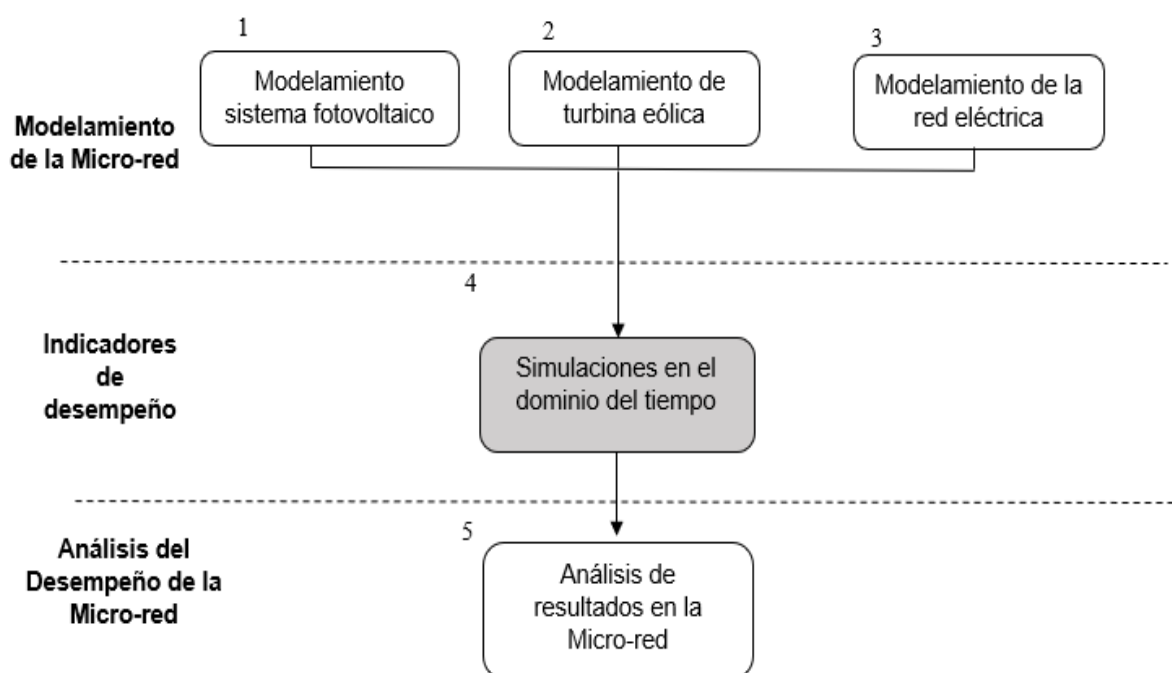 1
2
3
Modelamiento
sistema fotovoltaico
Modelamiento de
turbina eólica
Modelamiento de la
red eléctrica
Modelamiento
de la Micro-red
4
Simulaciones en el
dominio del tiempo
Indicadores
de
desempeño
5
Análisis de
resultados en la
Micro-red
Análisis del
Desempeño de la
Micro-red